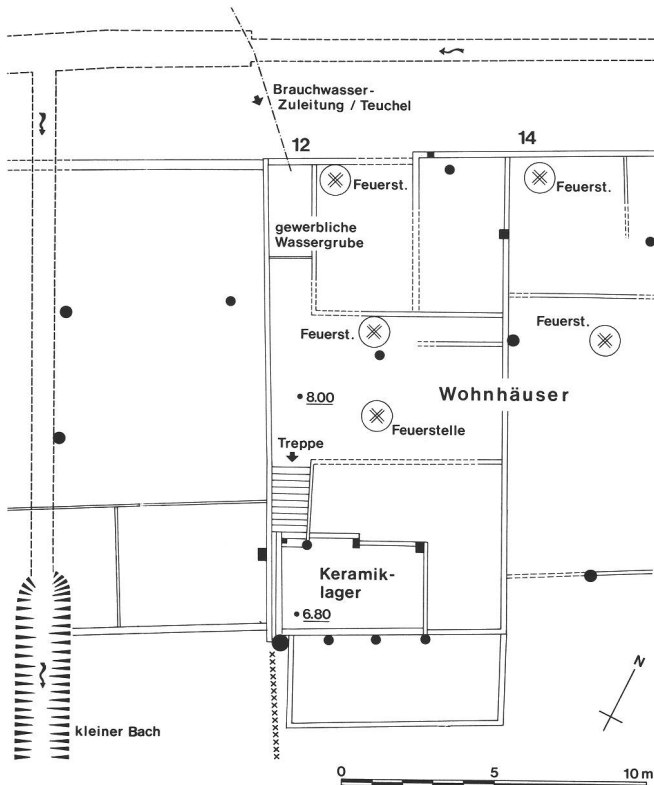 Brauchwasser-
Zuleitung / Teuchel
12
14
Feuerst.
Feuerst.
gewerbliche
Wassergrube
Feuerst.
Feuerst.
8.00
Wohnhäuser
Feuerstelle
Treppe
Keramik-
lager
6.80
N
kleiner Bach
0 5 10 m